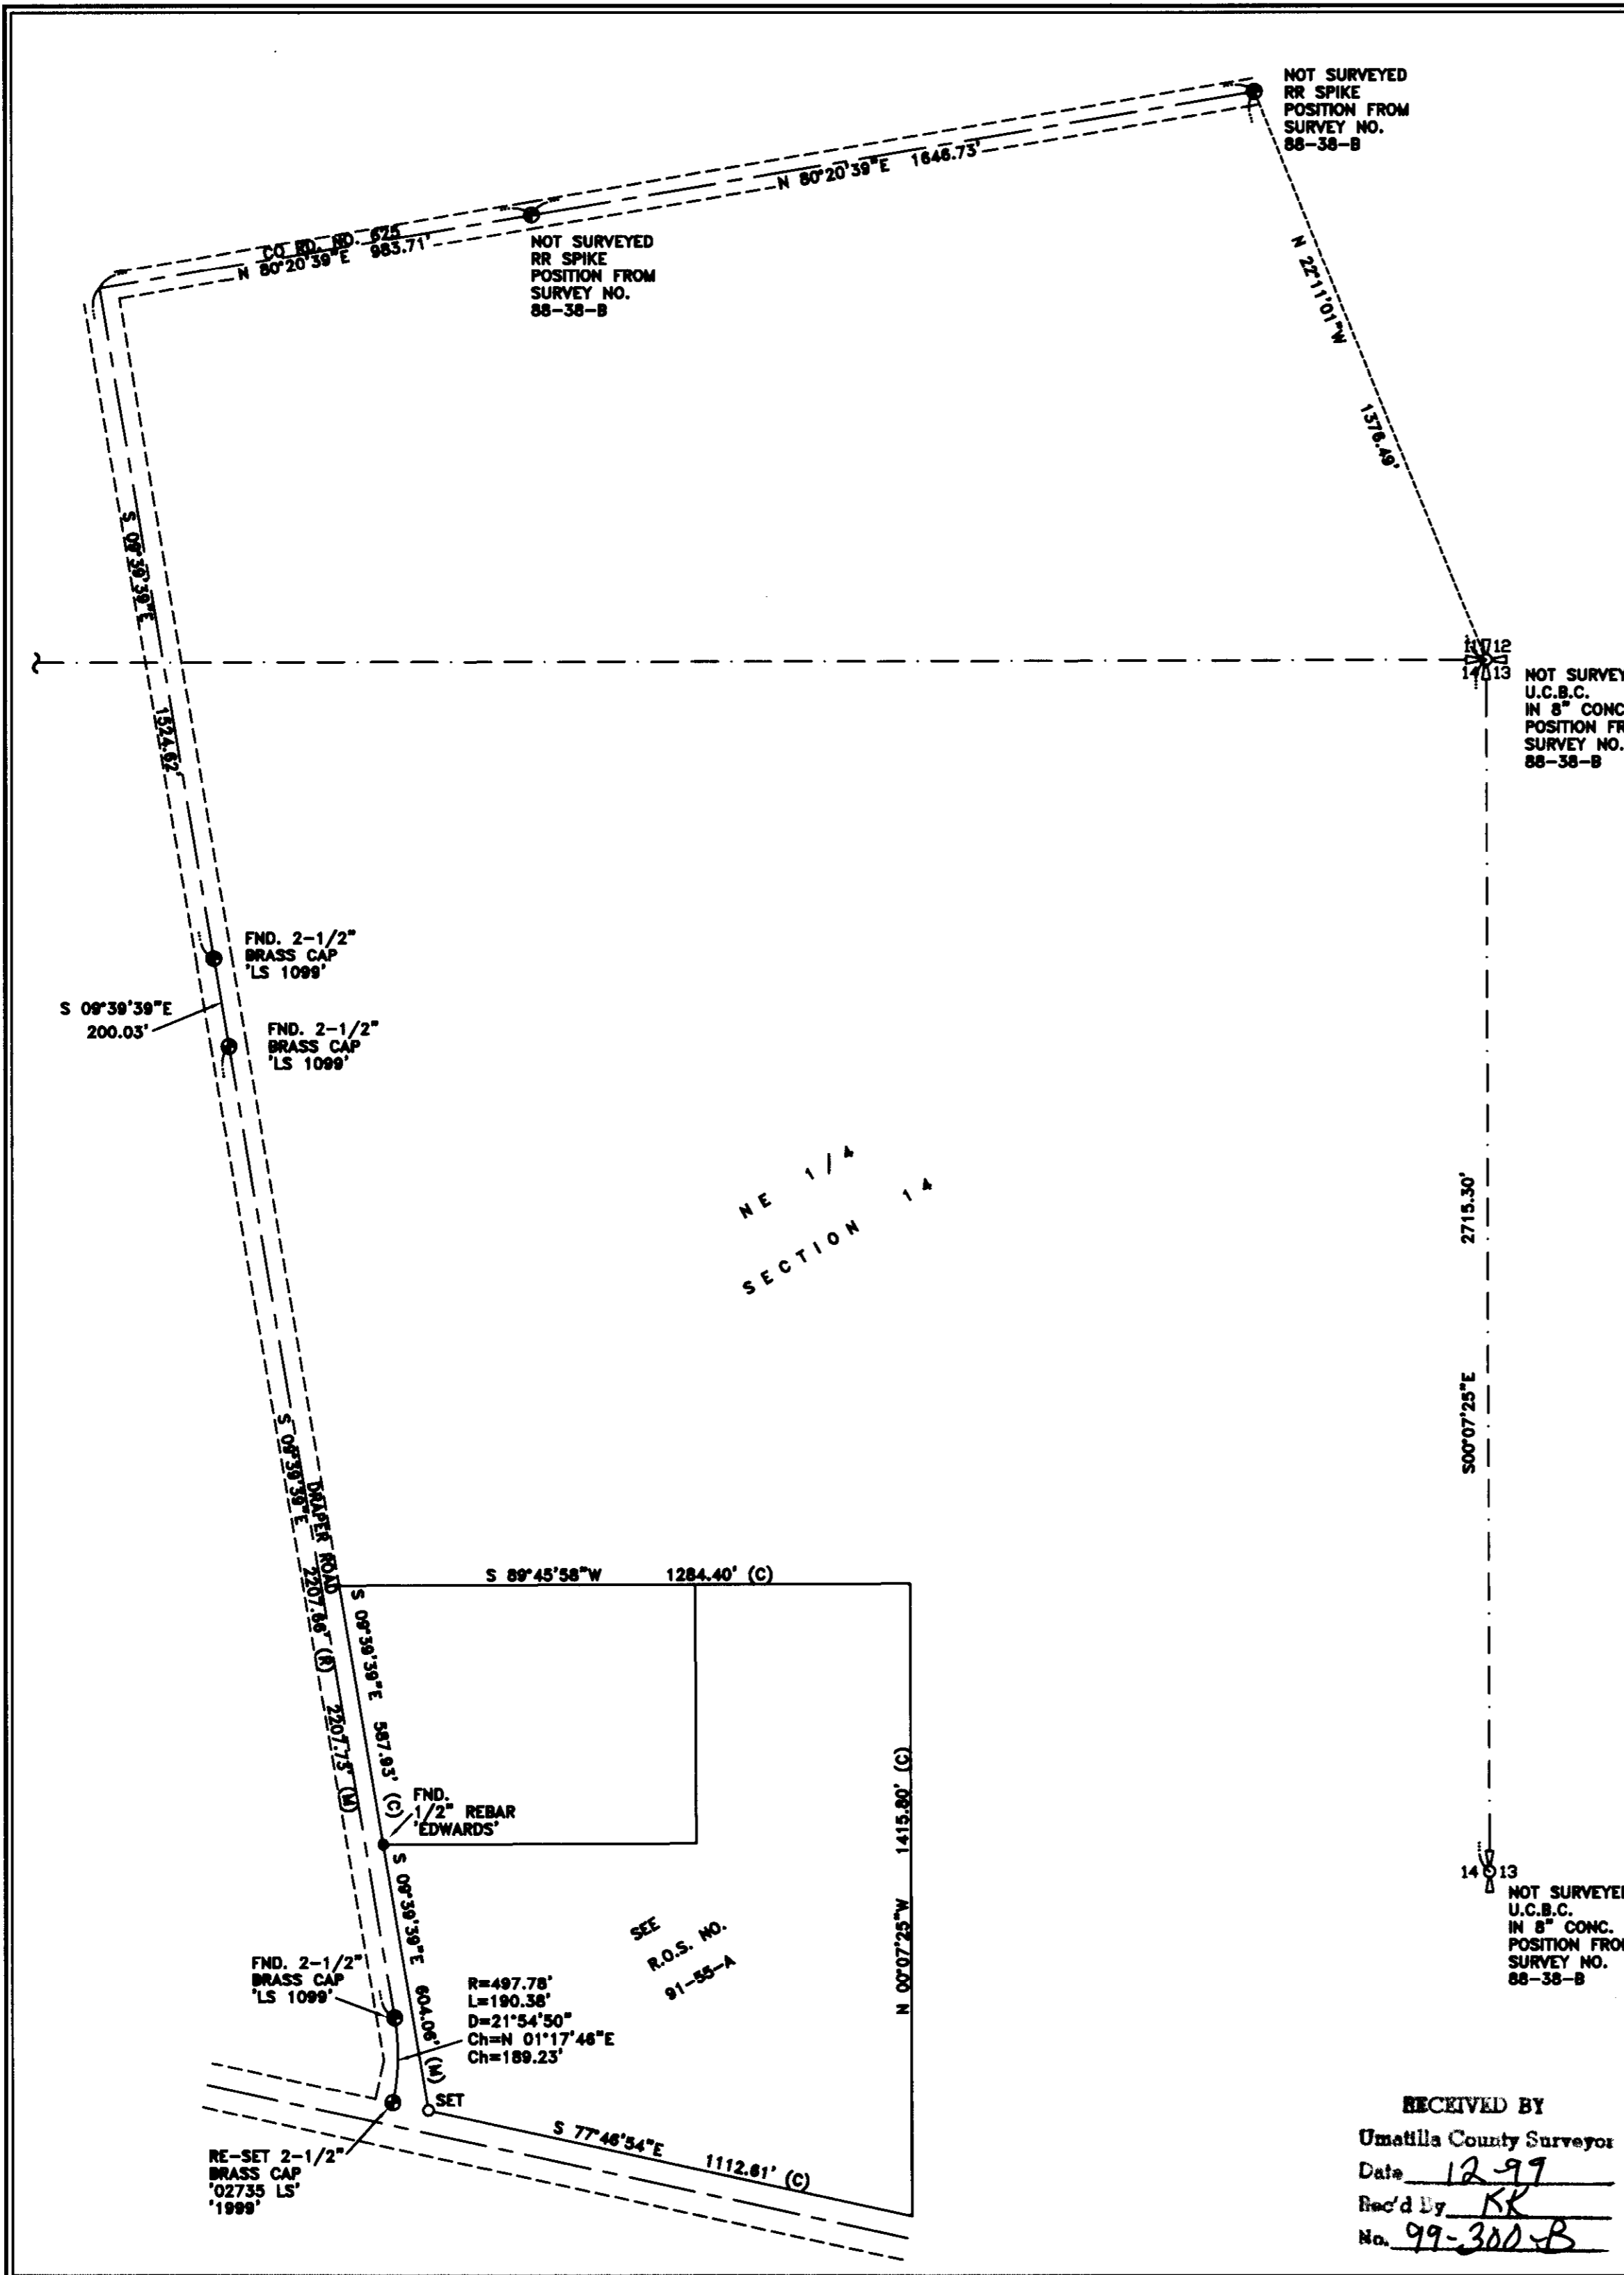 NOT SURVEYED
RR SPIKE
POSITION FROM
SURVEY NO.
88-38-B
N 80°20'39"E 1646.73'
CO RD. NO. 625
N 80°20'39"E 983.71'
NOT SURVEYED
RR SPIKE
POSITION FROM
SURVEY NO.
88-38-B
N 22°11'01"W 1376.49'
S 09°39'39"E 1524.62'
11 12
14 13
NOT SURVEY
U.C.B.C.
IN 8" CONC
POSITION FR
SURVEY NO.
88-38-B
FND. 2-1/2"
BRASS CAP
'LS 1099'
S 09°39'39"E
200.03'
FND. 2-1/2"
BRASS CAP
'LS 1099'
NE 1/4
SECTION 14
S00°07'25"E 2715.30'
DRAPER ROAD
S 09°39'39"E 2207.66' (R) 2207.73' (M)
S 89°45'58"W 1284.40' (C)
S 09°39'39"E 587.93' (C)
FND.
1/2" REBAR
'EDWARDS'
N 00°07'25"W 1415.80' (C)
14 13
NOT SURVEYED
U.C.B.C.
IN 8" CONC.
POSITION FROM
SURVEY NO.
88-38-B
S 09°39'39"E 604.06' (M)
SEE
R.O.S. NO.
91-55-A
FND. 2-1/2"
BRASS CAP
'LS 1099'
R=497.78'
L=190.38'
D=21°54'50"
Ch=N 01°17'46"E
Ch=189.23'
SET
S 77°46'54"E 1112.61' (C)
RE-SET 2-1/2"
BRASS CAP
'02735 LS'
'1999'
RECEIVED BY
Umatilla County Surveyor
Date 12-99
Rec'd By KK
No. 99-300-B